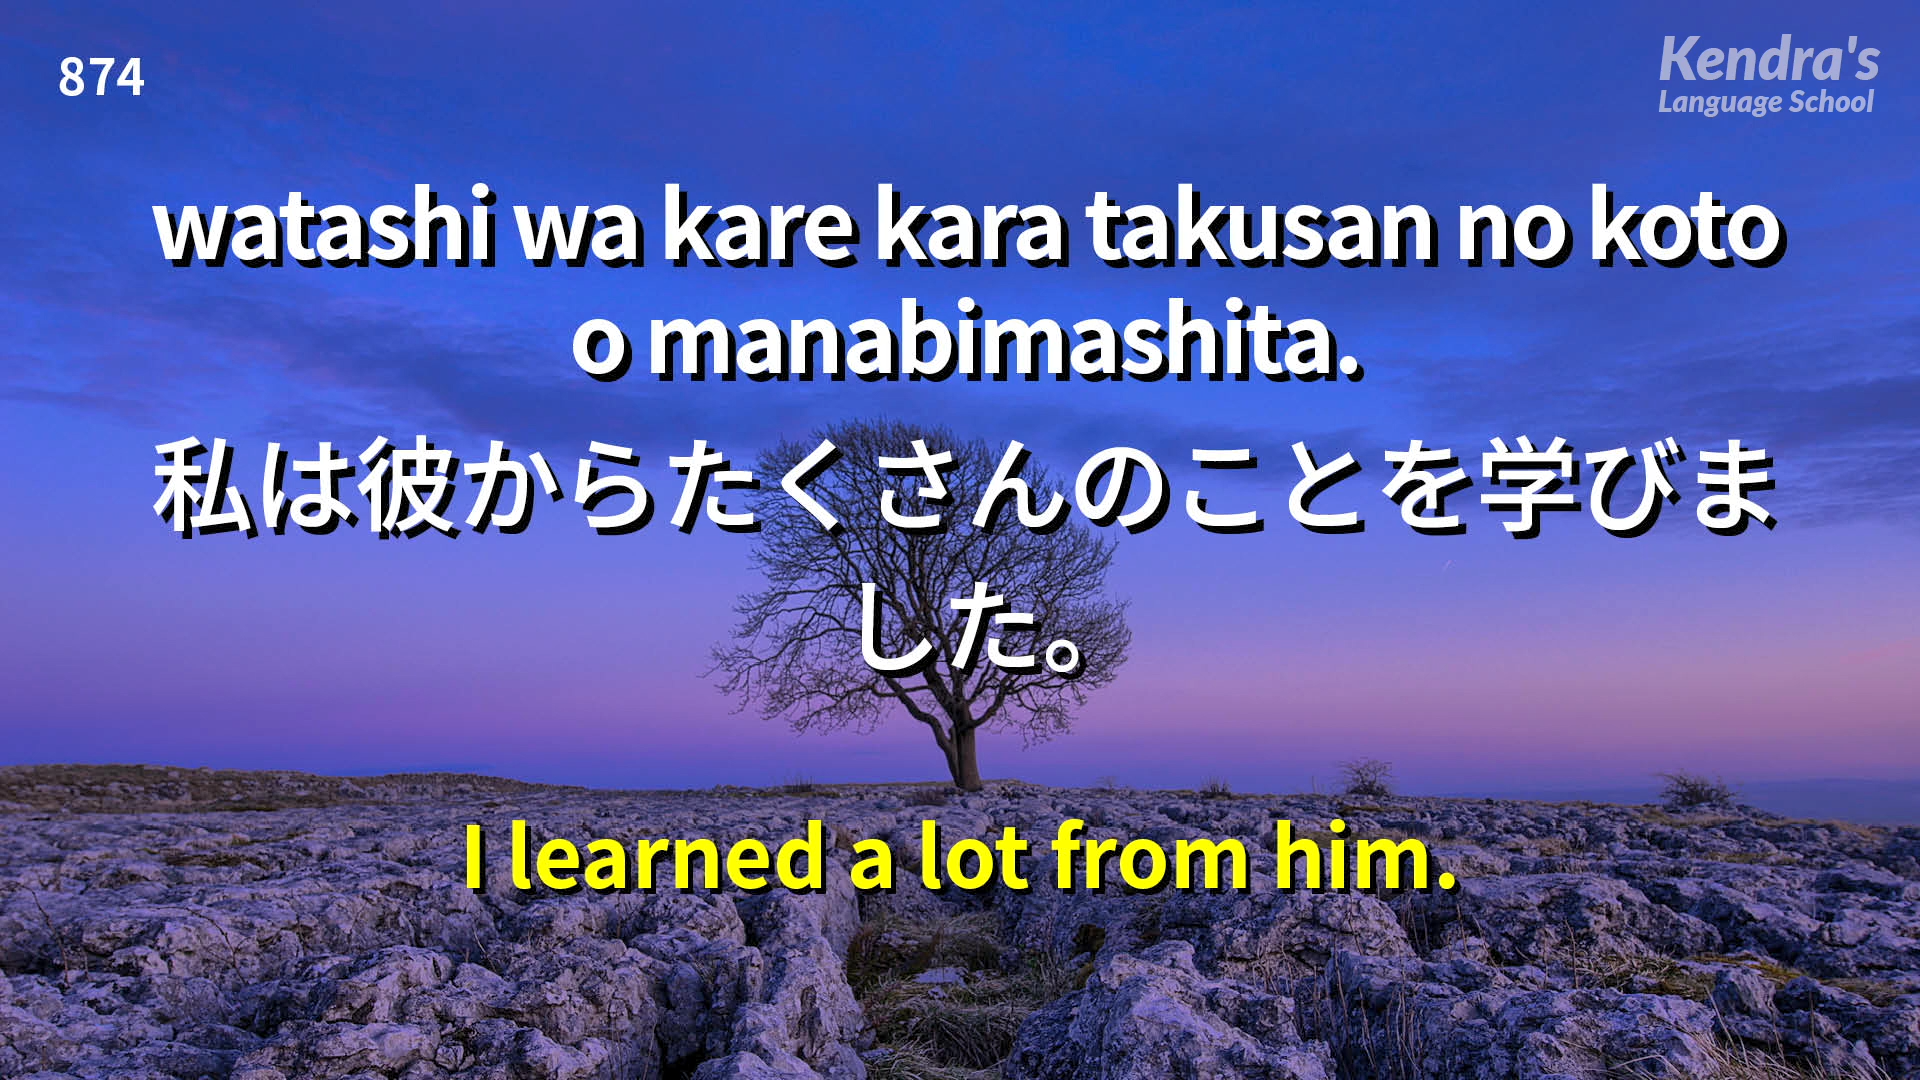 874
Kendra's
Language School
watashi wa kare kara takusan no koto
o manabimashita.
私は彼からたくさんのことを学びま
した。
I learned a lot from him.